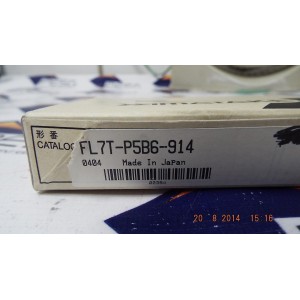 形番
CATALOG FL7T-P5B6-914
0404 Made In Japan
20 8 2014 15 16